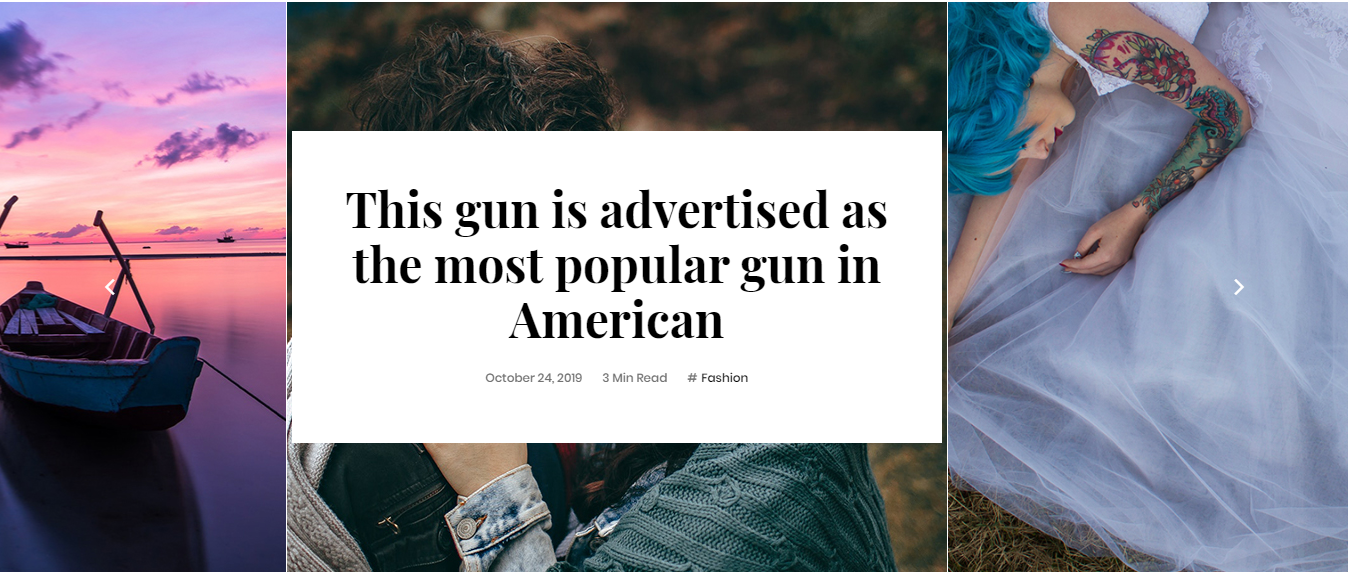 This gun is advertised as
the most popular gun in
American
October 24, 2019 3 Min Read # Fashion